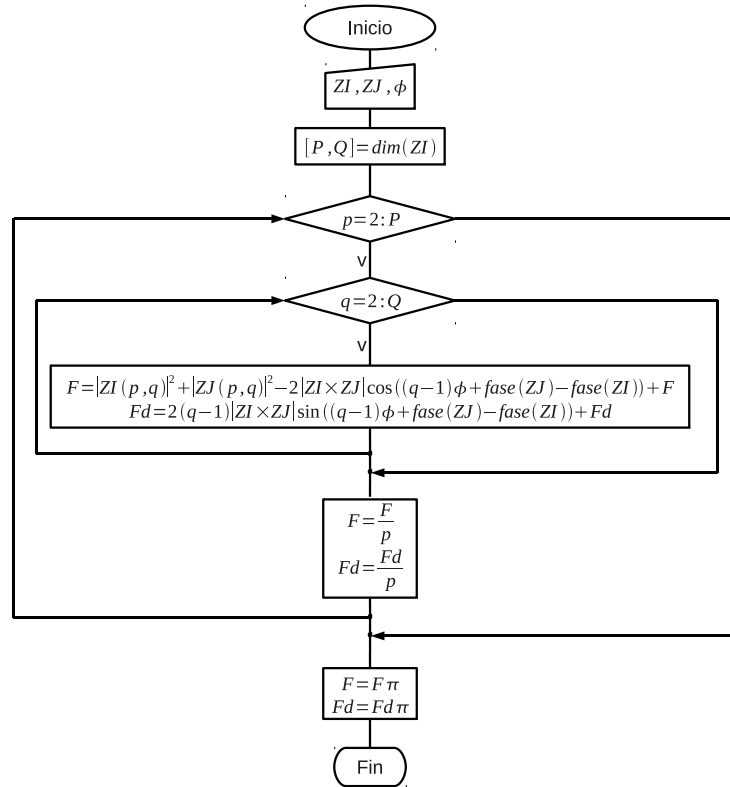 Inicio
ZI , ZJ , ϕ
[P , Q]=dim(ZI)
p=2: P
v
q=2: Q
v
F=|ZI (p ,q)|²+|ZJ (p ,q)|²−2|ZI×ZJ|cos((q−1)ϕ+fase(ZJ)−fase(ZI))+F
Fd=2(q−1)|ZI×ZJ|sin((q−1)ϕ+fase(ZJ)−fase(ZI))+Fd
F=F/p
Fd=Fd/p
F=F π
Fd=Fd π
Fin